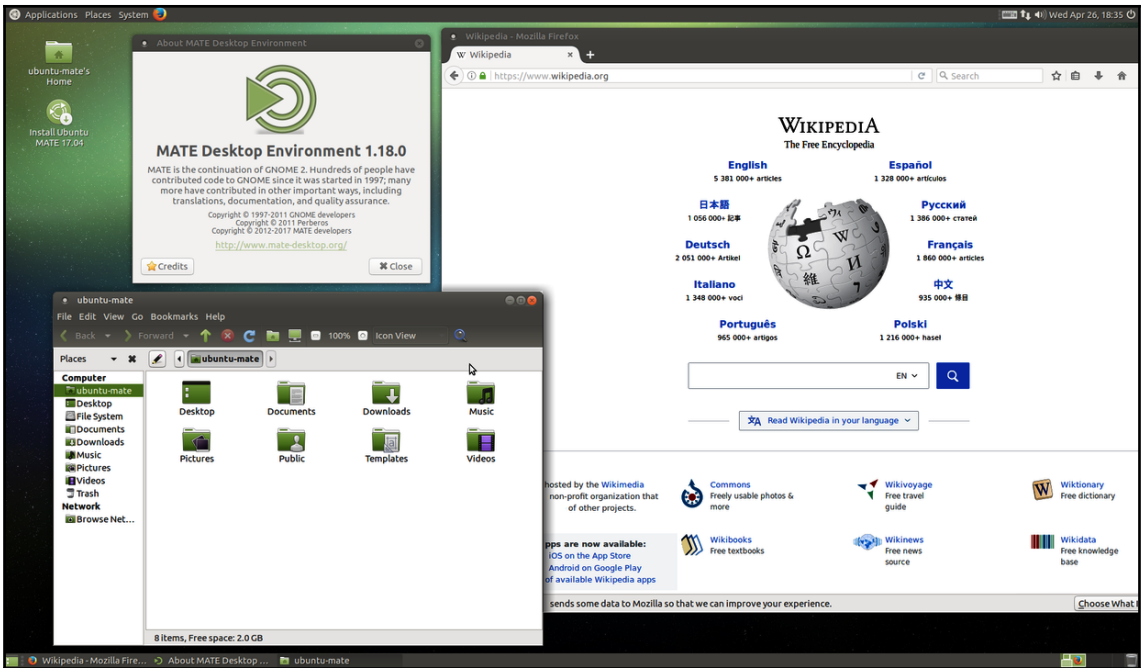 Applications Places System
Wed Apr 26, 18:35
ubuntu-mate's
Home
Install Ubuntu
MATE 17.04
About MATE Desktop Environment
MATE Desktop Environment 1.18.0
MATE is the continuation of GNOME 2. Hundreds of people have
contributed code to GNOME since it was started in 1997; many
more have contributed in other important ways, including
translations, documentation, and quality assurance.
Copyright © 1997-2011 GNOME developers
Copyright © 2011 Perberos
Copyright © 2012-2017 MATE developers
http://www.mate-desktop.org/
Credits
Close
Wikipedia - Mozilla Firefox
W Wikipedia
https://www.wikipedia.org
Search
WIKIPEDIA
The Free Encyclopedia
English
5 381 000+ articles
Español
1 328 000+ artículos
日本語
1 056 000+ 記事
Русский
1 386 000+ статей
Deutsch
2 051 000+ Artikel
Français
1 860 000+ articles
Italiano
1 348 000+ voci
中文
935 000+ 條目
Português
965 000+ artigos
Polski
1 216 000+ haseł
Ω W И 維 7
EN
Read Wikipedia in your language
hosted by the Wikimedia
non-profit organization that
of other projects.
pps are now available:
iOS on the App Store
Android on Google Play
of available Wikipedia apps
Commons
Freely usable photos &
more
Wikivoyage
Free travel
guide
W
Wiktionary
Free dictionary
Wikibooks
Free textbooks
Wikinews
Free news
source
Wikidata
Free knowledge
base
sends some data to Mozilla so that we can improve your experience.
Choose What I
ubuntu-mate
File Edit View Go Bookmarks Help
Back Forward 100% Icon View
Places
ubuntu-mate
Computer
ubuntu-mate
Desktop
File System
Documents
Downloads
Music
Pictures
Videos
Trash
Network
Browse Net...
Desktop Documents Downloads Music
Pictures Public Templates Videos
8 items, Free space: 2.0 GB
Wikipedia - Mozilla Fire... About MATE Desktop ... ubuntu-mate